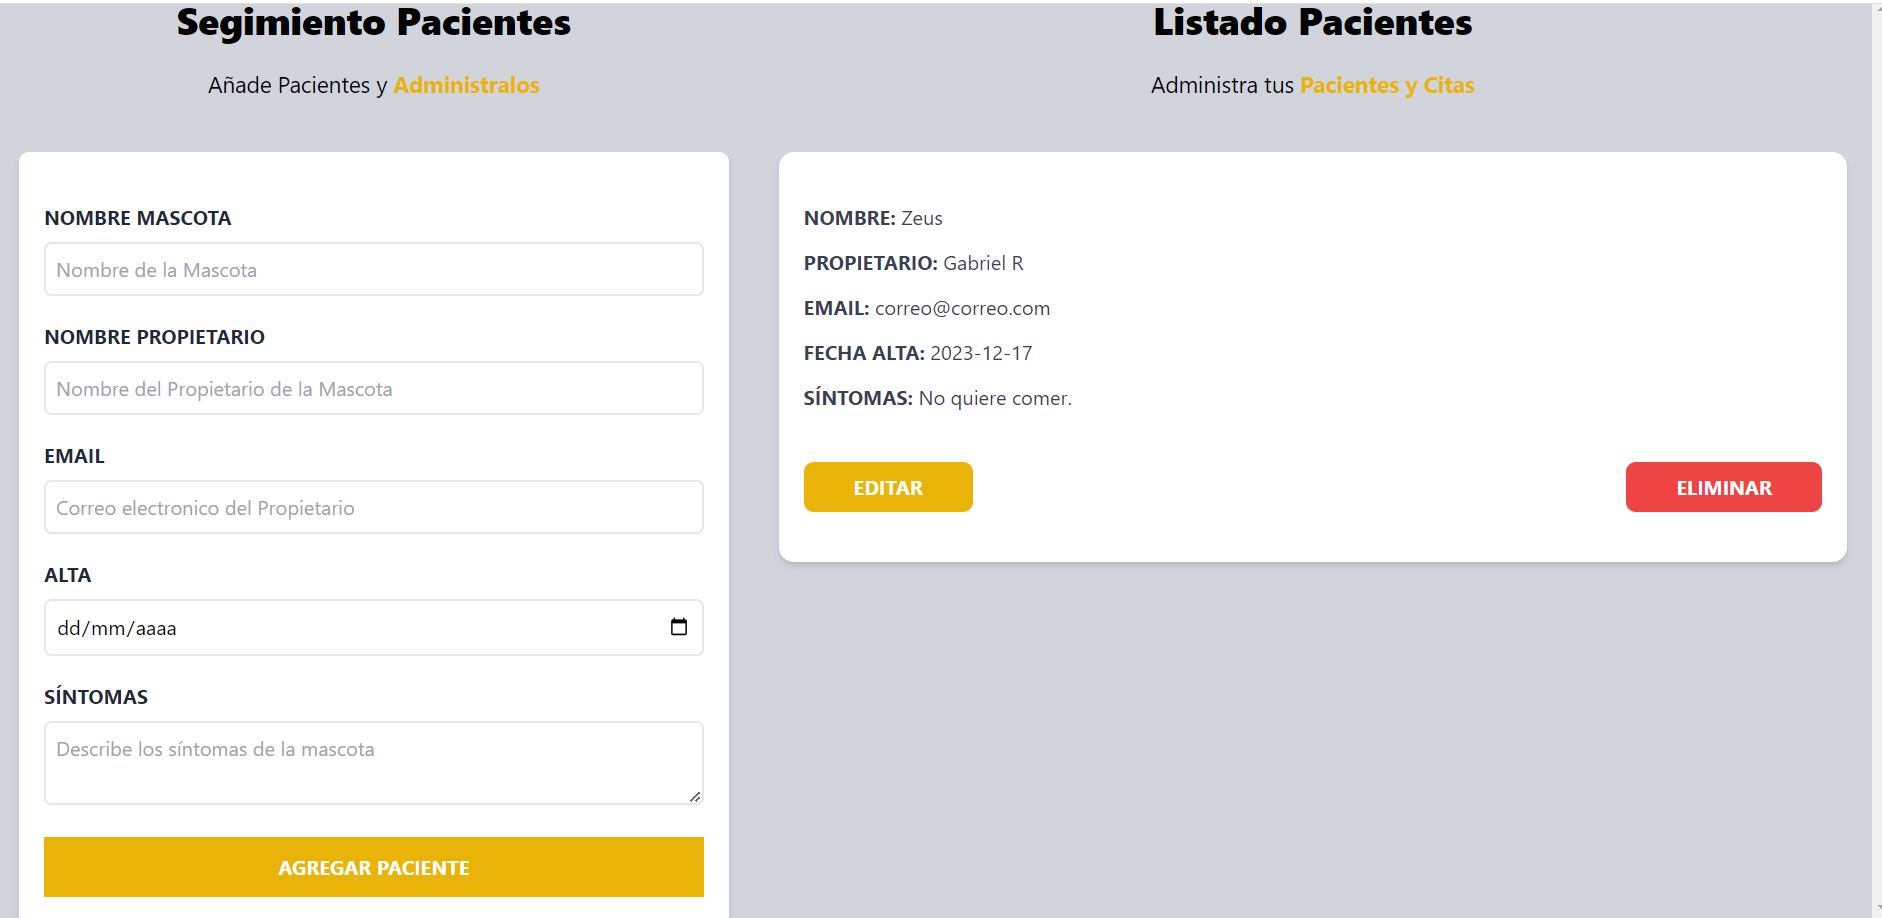 Segimiento Pacientes
Añade Pacientes y Administralos
NOMBRE MASCOTA
Nombre de la Mascota
NOMBRE PROPIETARIO
Nombre del Propietario de la Mascota
EMAIL
Correo electronico del Propietario
ALTA
dd/mm/aaaa
SÍNTOMAS
Describe los síntomas de la mascota
AGREGAR PACIENTE
Listado Pacientes
Administra tus Pacientes y Citas
NOMBRE: Zeus
PROPIETARIO: Gabriel R
EMAIL: correo@correo.com
FECHA ALTA: 2023-12-17
SÍNTOMAS: No quiere comer.
EDITAR
ELIMINAR